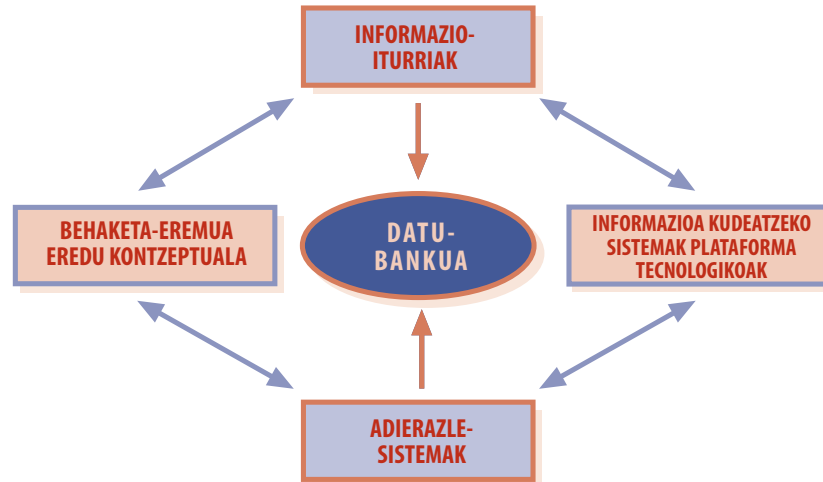 INFORMAZIO-
ITURRIAK
BEHAKETA-EREMUA
EREDU KONTZEPTUALA
DATU-
BANKUA
INFORMAZIOA KUDEATZEKO
SISTEMAK PLATAFORMA
TECNOLOGIKOAK
ADIERAZLE-
SISTEMAK